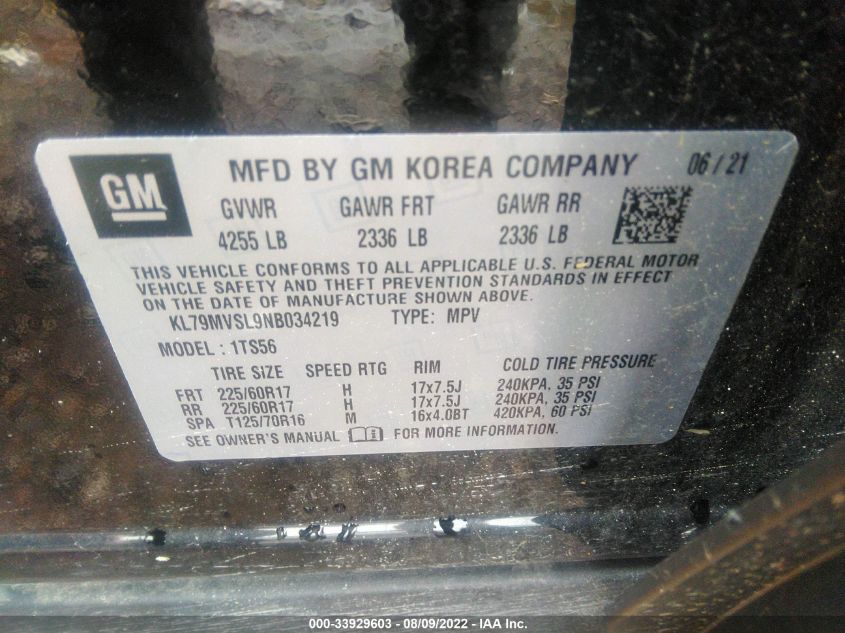 GM
MFD BY GM KOREA COMPANY 06/21
GVWR GAWR FRT GAWR RR
4255 LB 2336 LB 2336 LB
THIS VEHICLE CONFORMS TO ALL APPLICABLE U.S. FEDERAL MOTOR
VEHICLE SAFETY AND THEFT PREVENTION STANDARDS IN EFFECT
ON THE DATE OF MANUFACTURE SHOWN ABOVE.
KL79MVSL9NB034219 TYPE: MPV
MODEL : 1TS56
TIRE SIZE SPEED RTG RIM COLD TIRE PRESSURE
FRT 225/60R17 H 17x7.5J 240KPA, 35 PSI
RR 225/60R17 H 17x7.5J 240KPA, 35 PSI
SPA T125/70R16 M 16x4.0BT 420KPA, 60 PSI
SEE OWNER'S MANUAL FOR MORE INFORMATION.
000-33929603 - 08/09/2022 - IAA Inc.